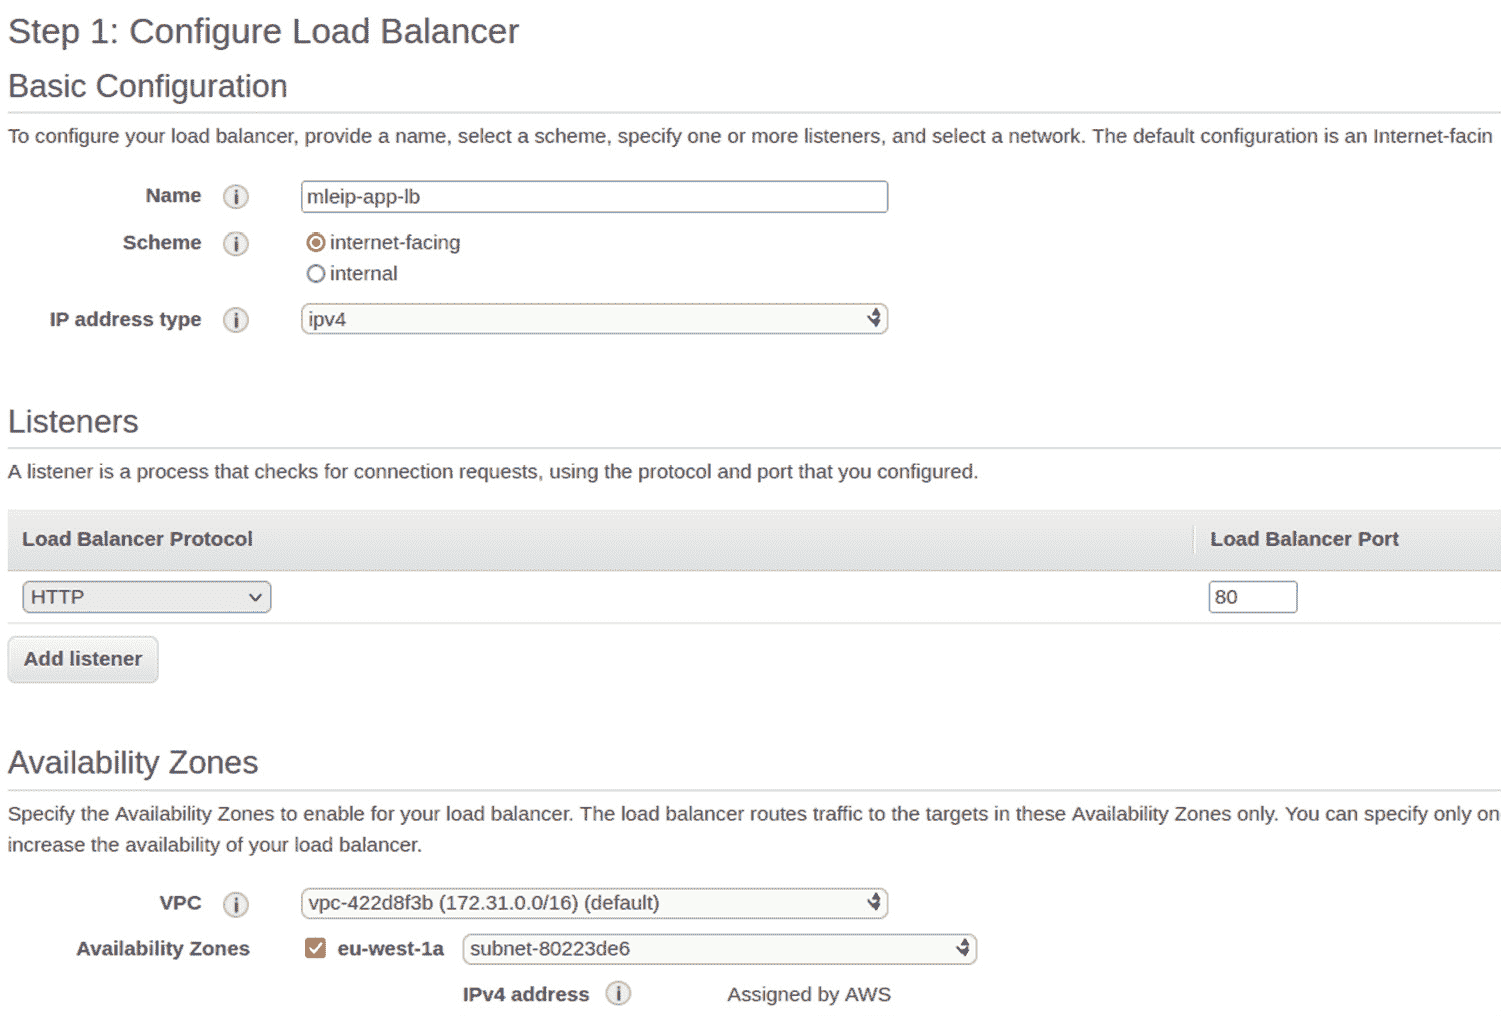 Step 1: Configure Load Balancer
Basic Configuration
To configure your load balancer, provide a name, select a scheme, specify one or more listeners, and select a network. The default configuration is an Internet-facin
Name i mleip-app-lb
Scheme i internet-facing
internal
IP address type i ipv4
Listeners
A listener is a process that checks for connection requests, using the protocol and port that you configured.
Load Balancer Protocol Load Balancer Port
HTTP 80
Add listener
Availability Zones
Specify the Availability Zones to enable for your load balancer. The load balancer routes traffic to the targets in these Availability Zones only. You can specify only on
increase the availability of your load balancer.
VPC i vpc-422d8f3b (172.31.0.0/16) (default)
Availability Zones eu-west-1a subnet-80223de6
IPv4 address i Assigned by AWS